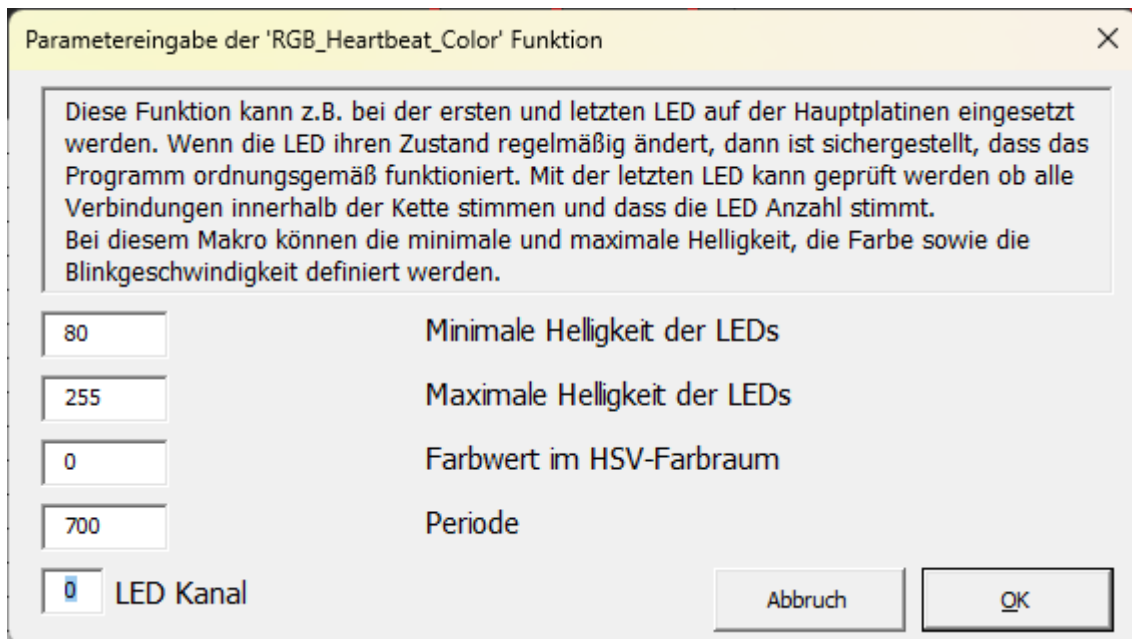 Parametereingabe der 'RGB_Heartbeat_Color' Funktion
Diese Funktion kann z.B. bei der ersten und letzten LED auf der Hauptplatinen eingesetzt
werden. Wenn die LED ihren Zustand regelmäßig ändert, dann ist sichergestellt, dass das
Programm ordnungsgemäß funktioniert. Mit der letzten LED kann geprüft werden ob alle
Verbindungen innerhalb der Kette stimmen und dass die LED Anzahl stimmt.
Bei diesem Makro können die minimale und maximale Helligkeit, die Farbe sowie die
Blinkgeschwindigkeit definiert werden.
80 Minimale Helligkeit der LEDs
255 Maximale Helligkeit der LEDs
0 Farbwert im HSV-Farbraum
700 Periode
0 LED Kanal Abbruch OK